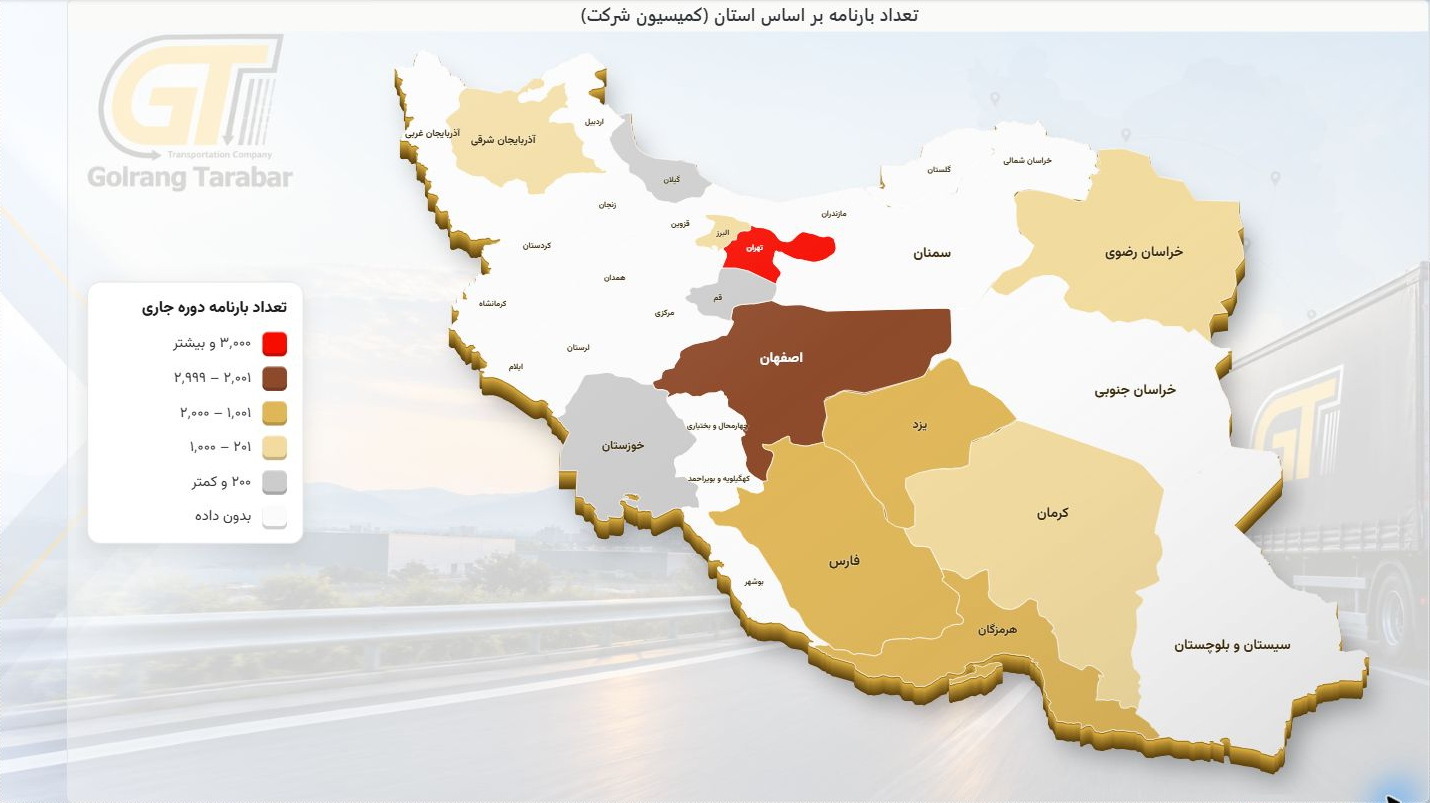 تعداد بارنامه بر اساس استان (کمیسیون شرکت)
GT
Transportation Company
Golrang Tarabar
آذربایجان غربی
آذربایجان شرقی
اردبیل
گیلان
زنجان
قزوین
البرز
تهران
مازندران
گلستان
خراسان شمالی
خراسان رضوی
سمنان
کردستان
همدان
قم
کرمانشاه
مرکزی
لرستان
ایلام
اصفهان
خراسان جنوبی
چهارمحال و بختیاری
خوزستان
یزد
کهگیلویه و بویراحمد
کرمان
فارس
بوشهر
هرمزگان
سیستان و بلوچستان
تعداد بارنامه دوره جاری
۳,۰۰۰ و بیشتر
۲,۰۰۱ – ۲,۹۹۹
۱,۰۰۱ – ۲,۰۰۰
۲۰۱ – ۱,۰۰۰
۲۰۰ و کمتر
بدون داده
GT